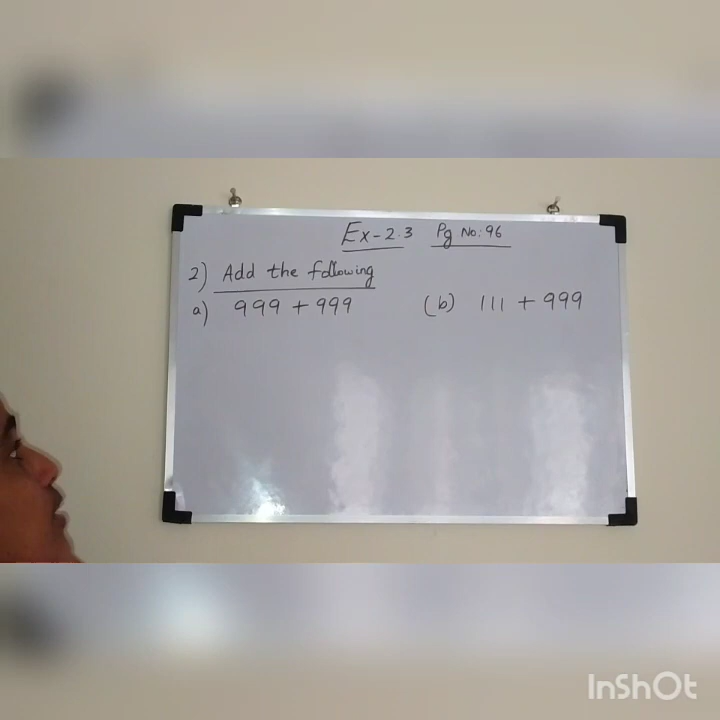 Ex-2.3 Pg No: 96
2) Add the following
a) 999 + 999 (b) 111 + 999
InShOt